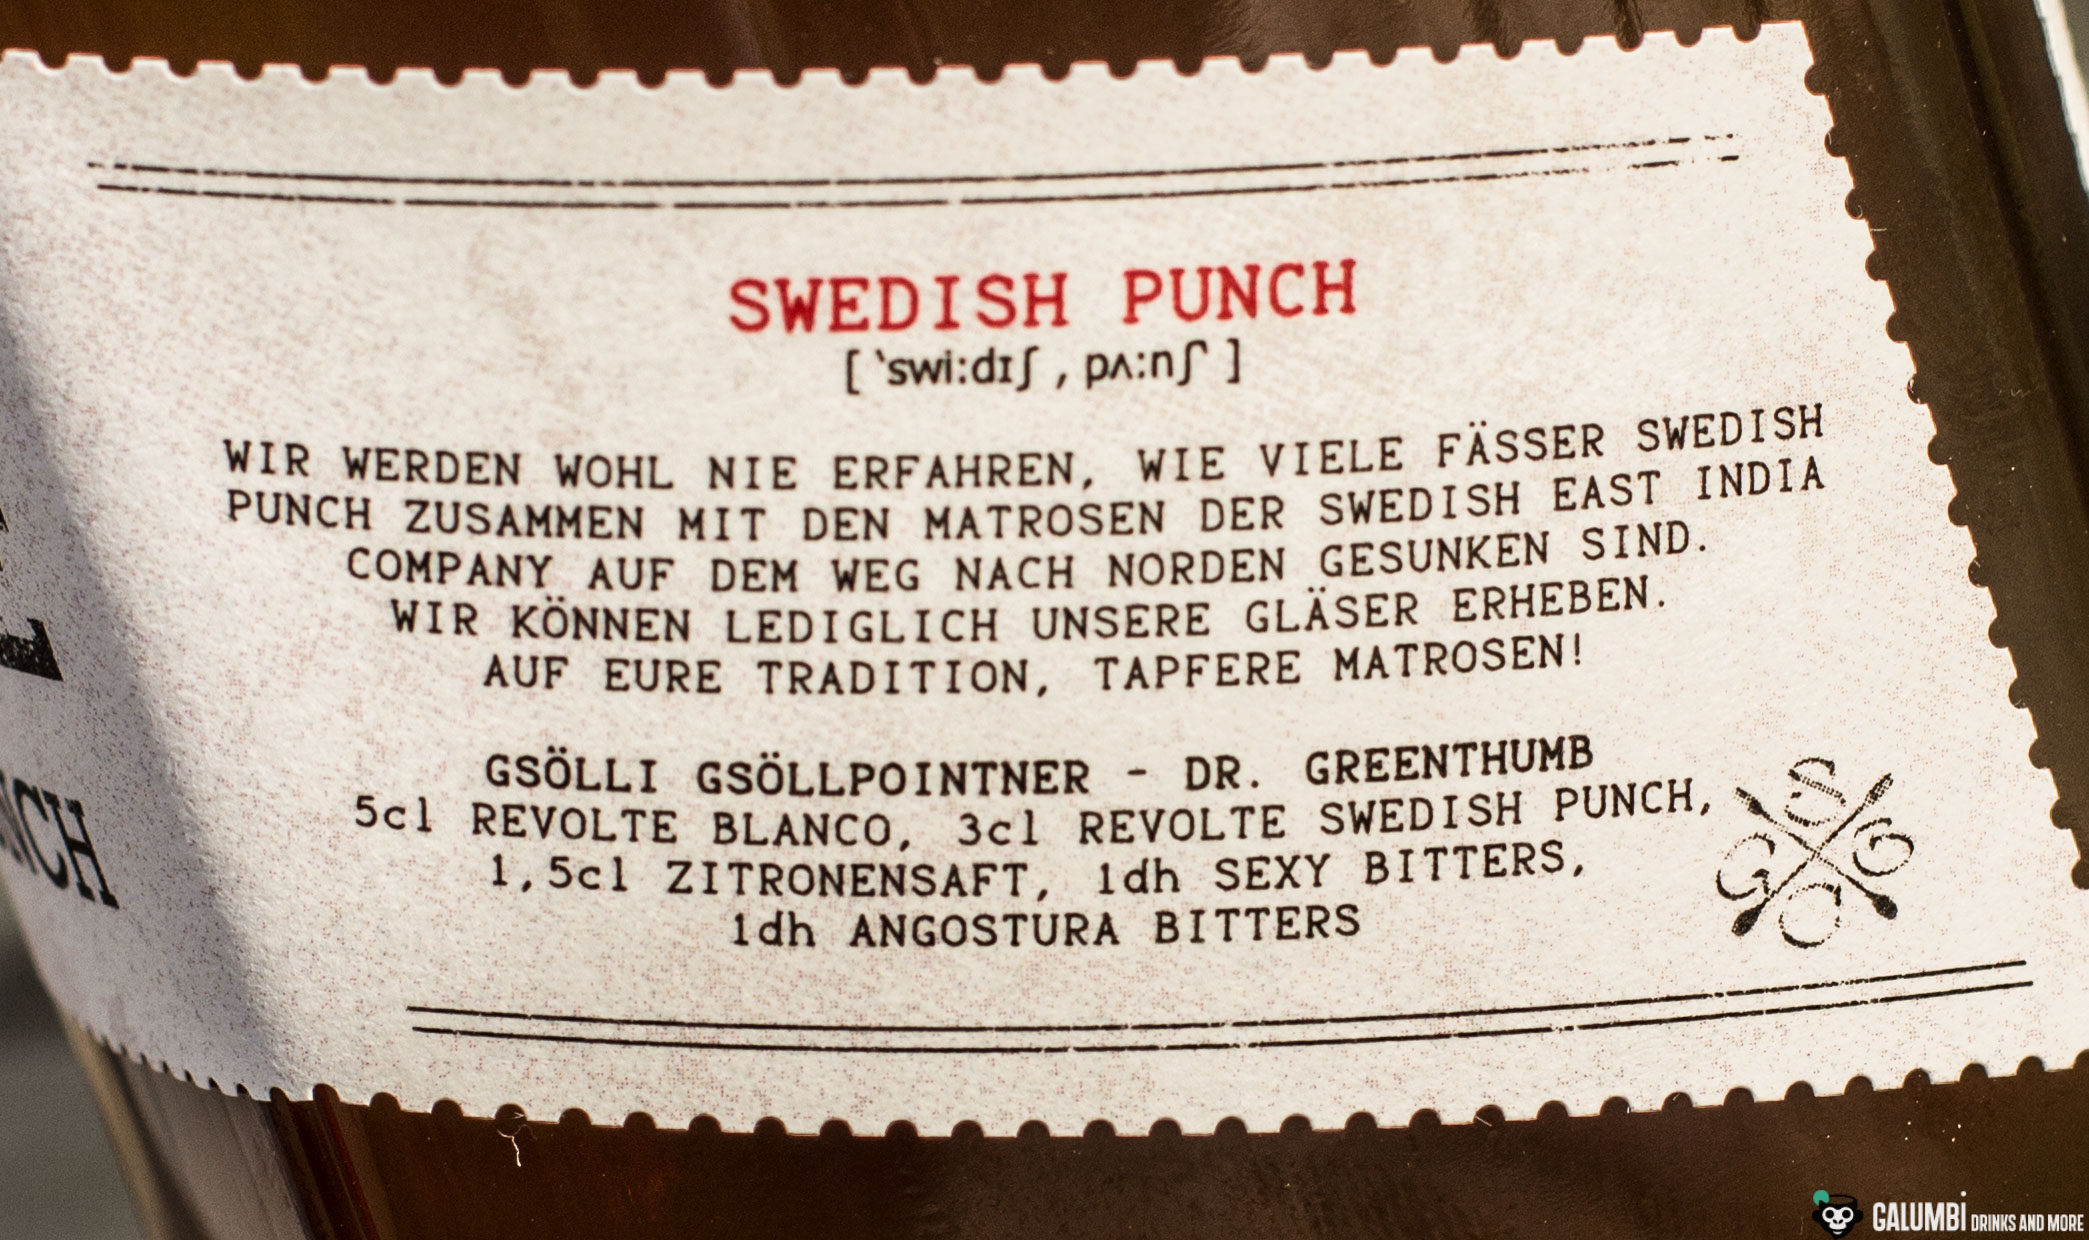 SWEDISH PUNCH
[ ‵swi:dɪʃ , pʌ:nʃ ]
WIR WERDEN WOHL NIE ERFAHREN, WIE VIELE FÄSSER SWEDISH
PUNCH ZUSAMMEN MIT DEN MATROSEN DER SWEDISH EAST INDIA
COMPANY AUF DEM WEG NACH NORDEN GESUNKEN SIND.
WIR KÖNNEN LEDIGLICH UNSERE GLÄSER ERHEBEN.
AUF EURE TRADITION, TAPFERE MATROSEN!
GSÖLLI GSÖLLPOINTNER - DR. GREENTHUMB
5cl REVOLTE BLANCO, 3cl REVOLTE SWEDISH PUNCH,
1,5cl ZITRONENSAFT, 1dh SEXY BITTERS,
1dh ANGOSTURA BITTERS
GALUMBi DRINKS AND MORE